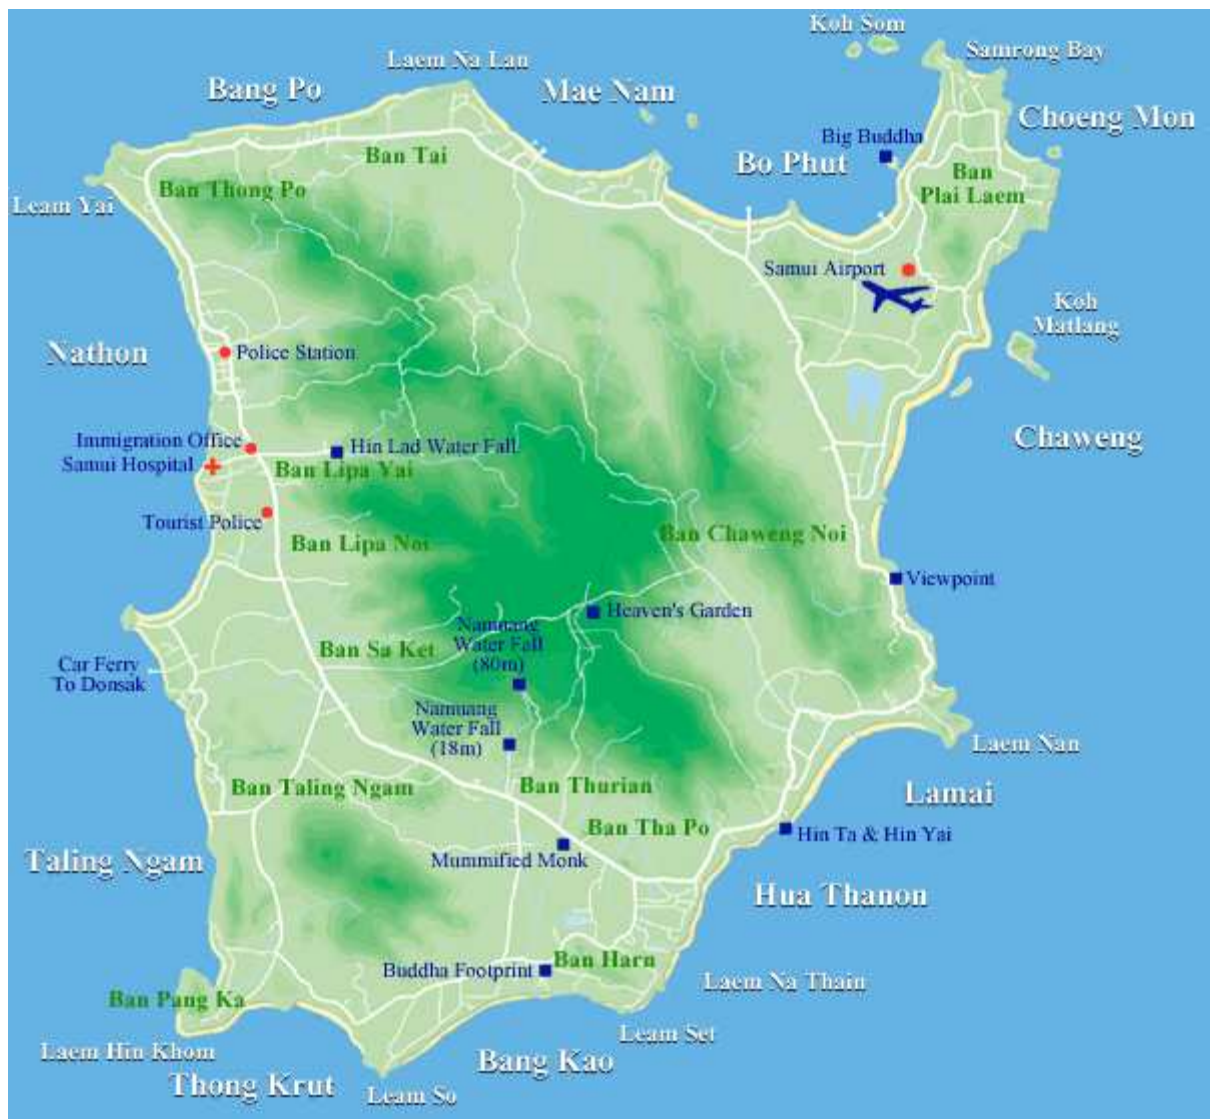 Koh Som
Samrong Bay
Laem Na Lan
Bang Po
Mae Nam
Choeng Mon
Big Buddha
Bo Phut
Ban Tai
Ban
Plai Laem
Ban Thong Po
Leam Yai
Samui Airport
Koh
Matlang
Nathon
Police Station
Chaweng
Immigration Office
Hin Lad Water Fall
Samui Hospital
Ban Lipa Yai
Tourist Police
Ban Lipa Noi
Ban Chaweng Noi
Viewpoint
Heaven's Garden
Namuang
Water Fall
(80m)
Ban Sa Ket
Car Ferry
To Donsak
Namuang
Water Fall
(18m)
Laem Nan
Ban Taling Ngam
Ban Thurian
Lamai
Ban Tha Po
Hin Ta & Hin Yai
Taling Ngam
Mummified Monk
Hua Thanon
Buddha Footprint
Ban Harn
Laem Na Thain
Ban Pang Ka
Leam Set
Laem Hin Khom
Bang Kao
Thong Krut
Leam So